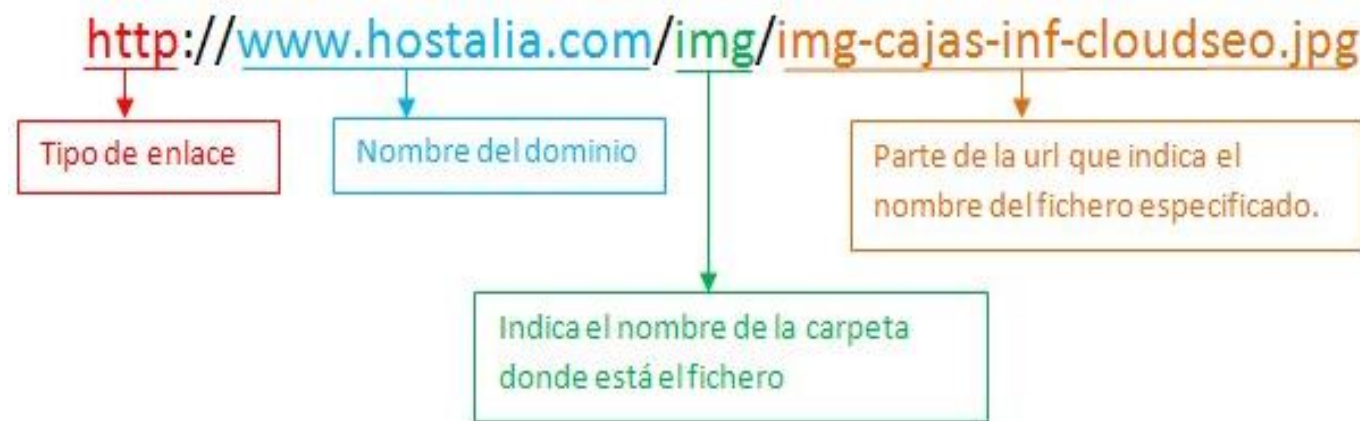 http://www.hostalia.com/img/img-cajas-inf-cloudseo.jpg
Tipo de enlace
Nombre del dominio
Parte de la url que indica el
nombre del fichero especificado.
Indica el nombre de la carpeta
donde está el fichero